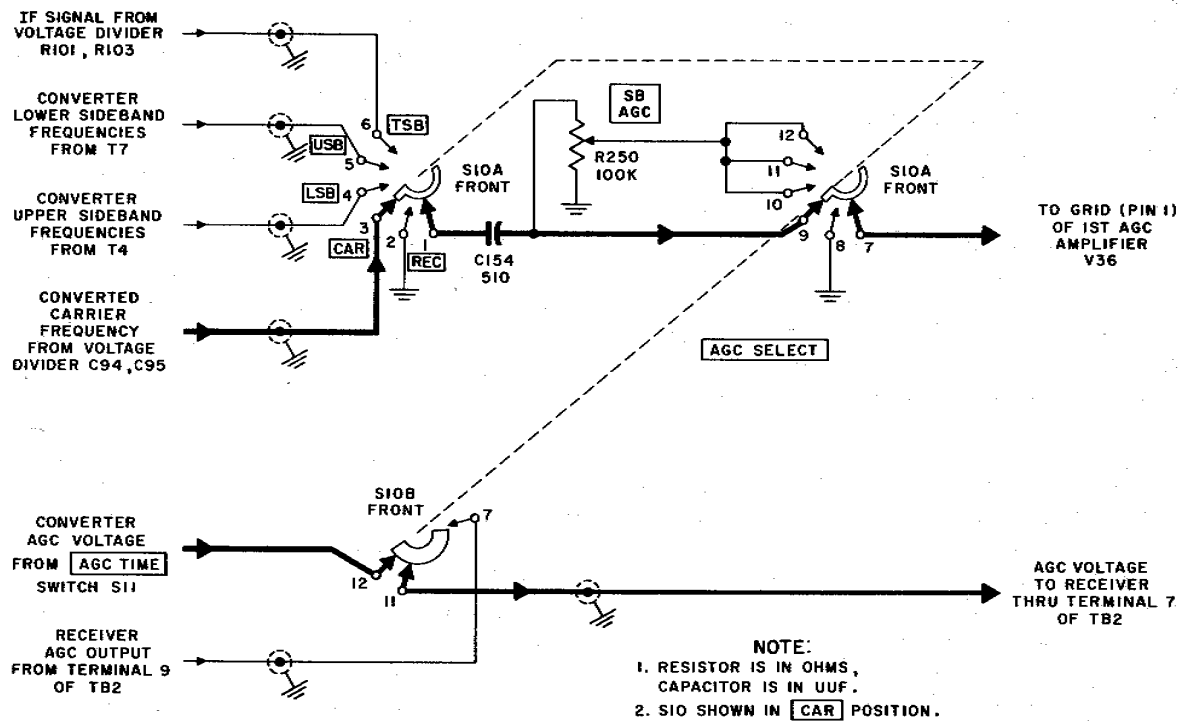 IF SIGNAL FROM
VOLTAGE DIVIDER
R101, R103
CONVERTER
LOWER SIDEBAND
FREQUENCIES
FROM T7
CONVERTER
UPPER SIDEBAND
FREQUENCIES
FROM T4
CONVERTED
CARRIER
FREQUENCY
FROM VOLTAGE
DIVIDER C94, C95
6
TSB
USB
5
LSB
4
3
CAR
2
REC
1
S10A
FRONT
C154
510
SB
AGC
R250
100K
12
11
10
9
8
7
S10A
FRONT
TO GRID (PIN 1)
OF 1ST AGC
AMPLIFIER
V36
AGC SELECT
S10B
FRONT
7
12
11
CONVERTER
AGC VOLTAGE
FROM AGC TIME
SWITCH S11
RECEIVER
AGC OUTPUT
FROM TERMINAL 9
OF TB2
AGC VOLTAGE
TO RECEIVER
THRU TERMINAL 7
OF TB2
NOTE:
1. RESISTOR IS IN OHMS,
CAPACITOR IS IN UUF.
2. S10 SHOWN IN CAR POSITION.